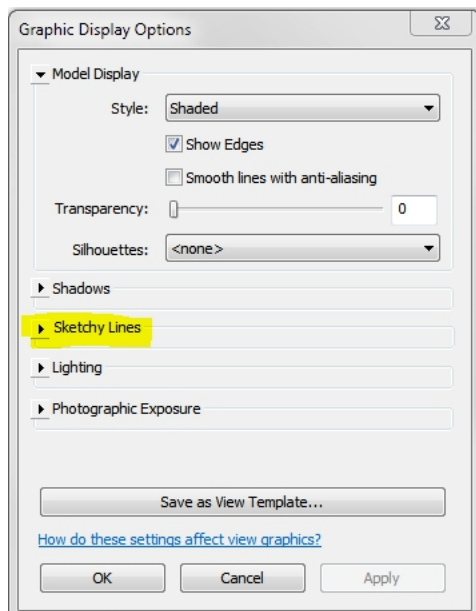 Graphic Display Options
Model Display
Style: Shaded
Show Edges
Smooth lines with anti-aliasing
Transparency: 0
Silhouettes: <none>
Shadows
Sketchy Lines
Lighting
Photographic Exposure
Save as View Template...
How do these settings affect view graphics?
OK Cancel Apply